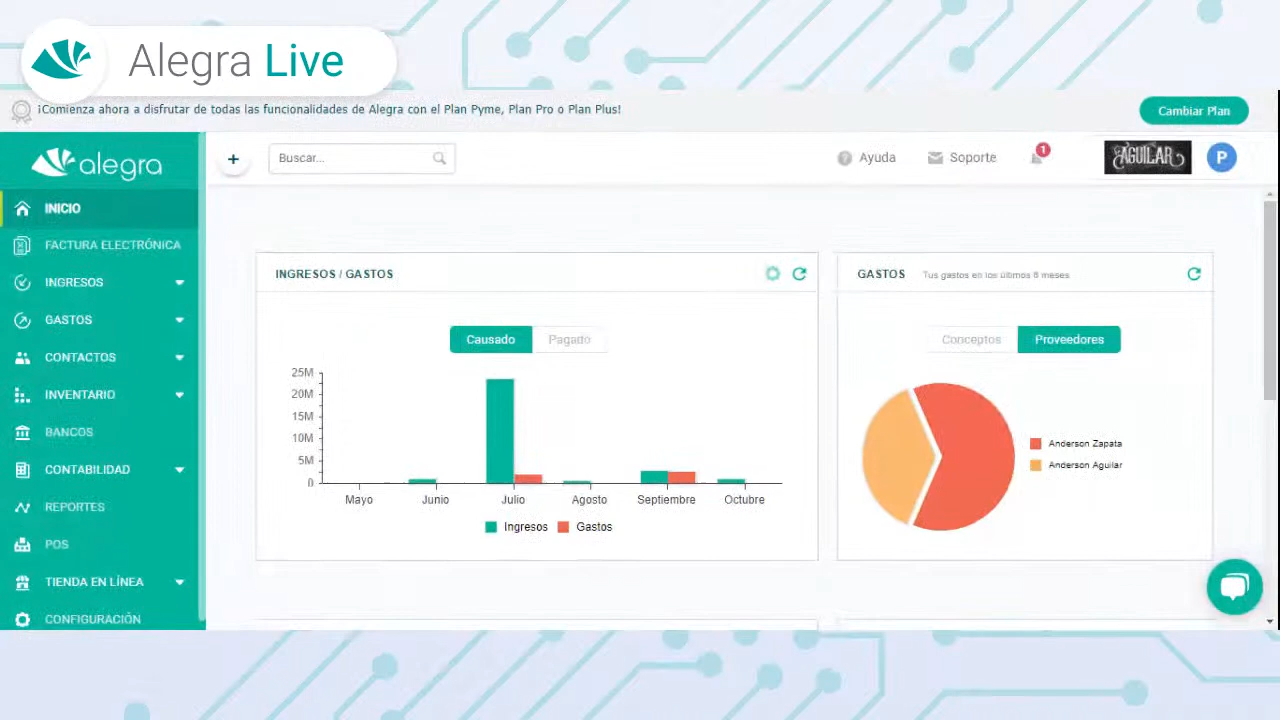 Alegra Live
¡Comienza ahora a disfrutar de todas las funcionalidades de Alegra con el Plan Pyme, Plan Pro o Plan Plus!
Cambiar Plan
alegra
Buscar...
Ayuda
Soporte
1
AGUILAR
P
INICIO
FACTURA ELECTRÓNICA
INGRESOS
GASTOS
CONTACTOS
INVENTARIO
BANCOS
CONTABILIDAD
REPORTES
POS
TIENDA EN LÍNEA
CONFIGURACIÓN
INGRESOS / GASTOS
Causado
Pagado
25M
20M
15M
10M
5M
0
Mayo Junio Julio Agosto Septiembre Octubre
Ingresos Gastos
GASTOS Tus gastos en los últimos 6 meses
Conceptos
Proveedores
Anderson Zapata
Anderson Aguilar